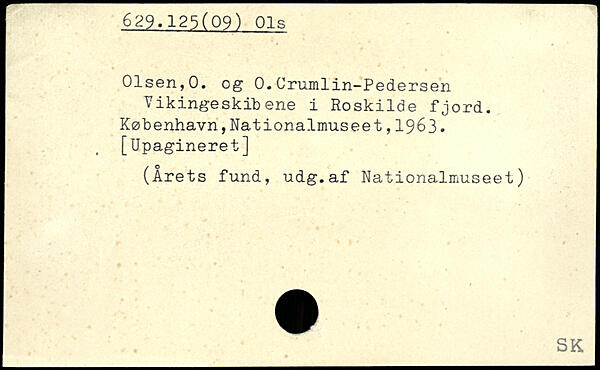 629.125(09) Ols
Olsen,O. og O.Crumlin-Pedersen
Vikingeskibene i Roskilde fjord.
København,Nationalmuseet,1963.
[Upagineret]
(Årets fund, udg.af Nationalmuseet)
SK